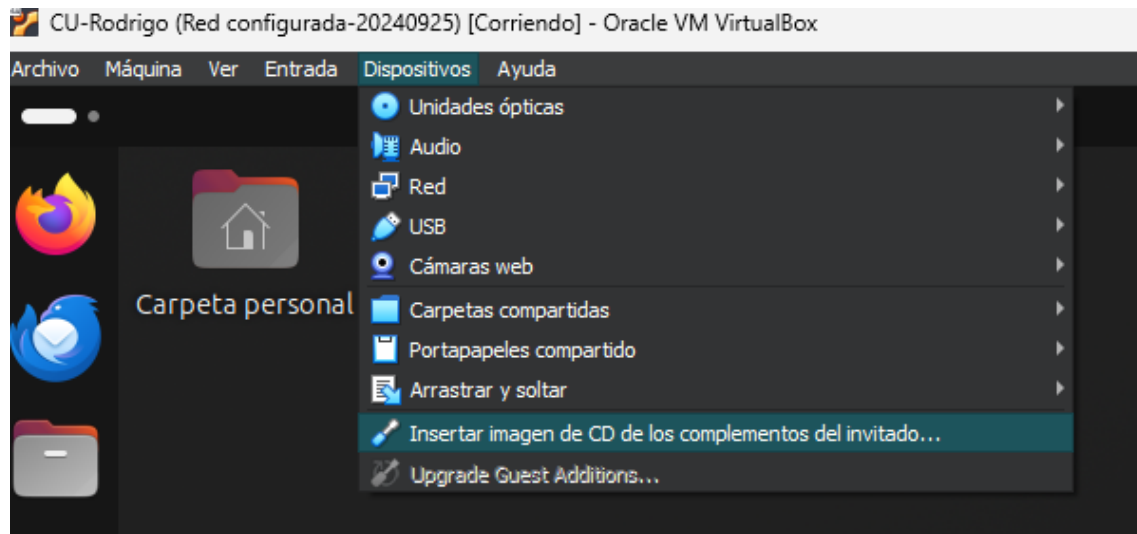 CU-Rodrigo (Red configurada-20240925) [Corriendo] - Oracle VM VirtualBox
Archivo Máquina Ver Entrada Dispositivos Ayuda
Unidades ópticas
Audio
Red
USB
Cámaras web
Carpeta personal
Carpetas compartidas
Portapapeles compartido
Arrastrar y soltar
Insertar imagen de CD de los complementos del invitado...
Upgrade Guest Additions...